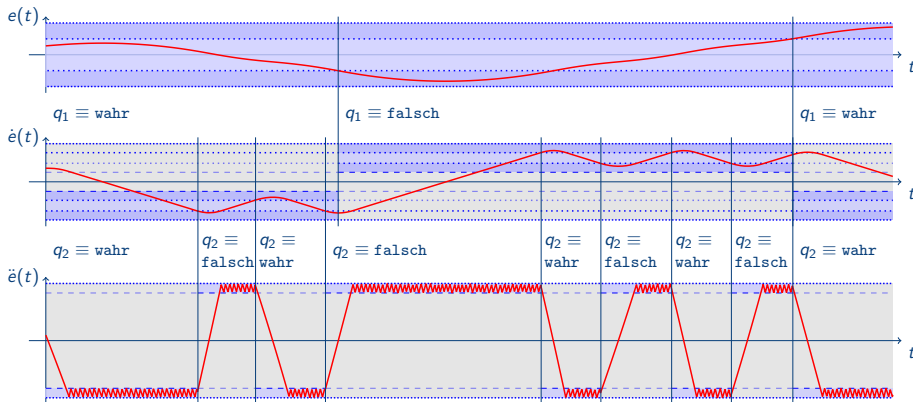 e(t)
t
q₁ ≡ wahr q₁ ≡ falsch q₁ ≡ wahr
ė(t)
t
q₂ ≡ wahr q₂ ≡ falsch q₂ ≡ wahr q₂ ≡ falsch q₂ ≡ wahr q₂ ≡ falsch q₂ ≡ wahr q₂ ≡ falsch q₂ ≡ wahr
ë(t)
t